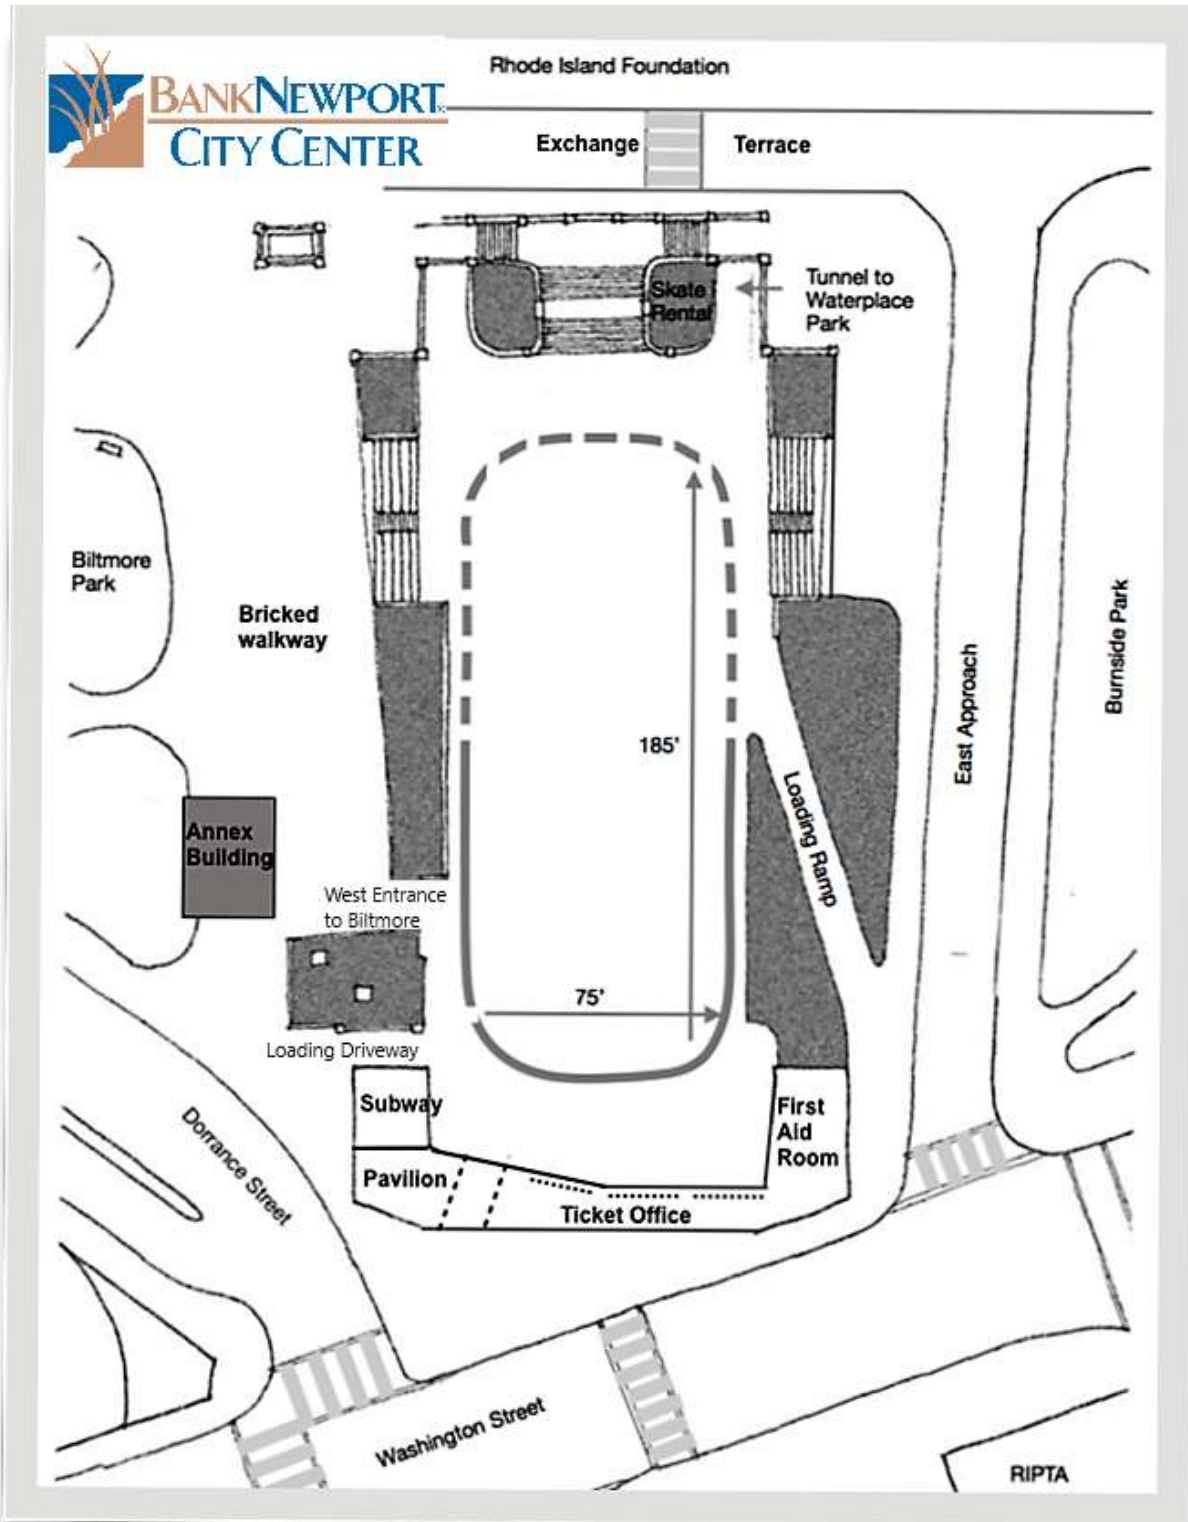 Rhode Island Foundation
BANKNEWPORT
CITY CENTER
Exchange
Terrace
Skate
Rental
Tunnel to
Waterplace
Park
Biltmore
Park
Bricked
walkway
Burnside Park
East Approach
185'
Loading Ramp
Annex
Building
West Entrance
to Biltmore
75'
Loading Driveway
Subway
First
Aid
Room
Dorrance Street
Pavilion
Ticket Office
Washington Street
RIPTA